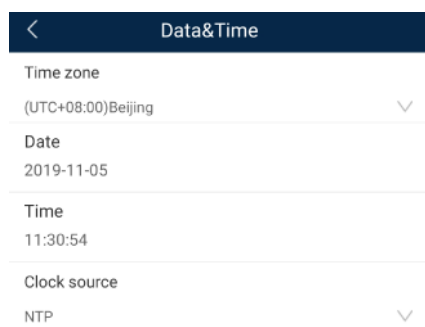 Data&Time
Time zone
(UTC+08:00)Beijing
Date
2019-11-05
Time
11:30:54
Clock source
NTP